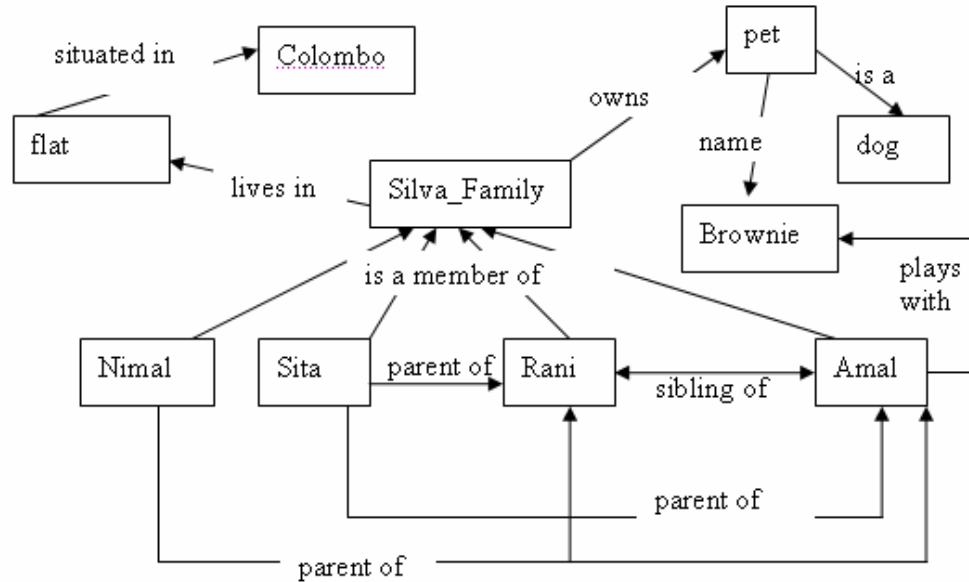 pet
situated in
Colombo
is a
owns
flat
name
dog
lives in
Silva_Family
Brownie
is a member of
plays
with
Nimal
Sita
parent of
Rani
sibling of
Amal
parent of
parent of